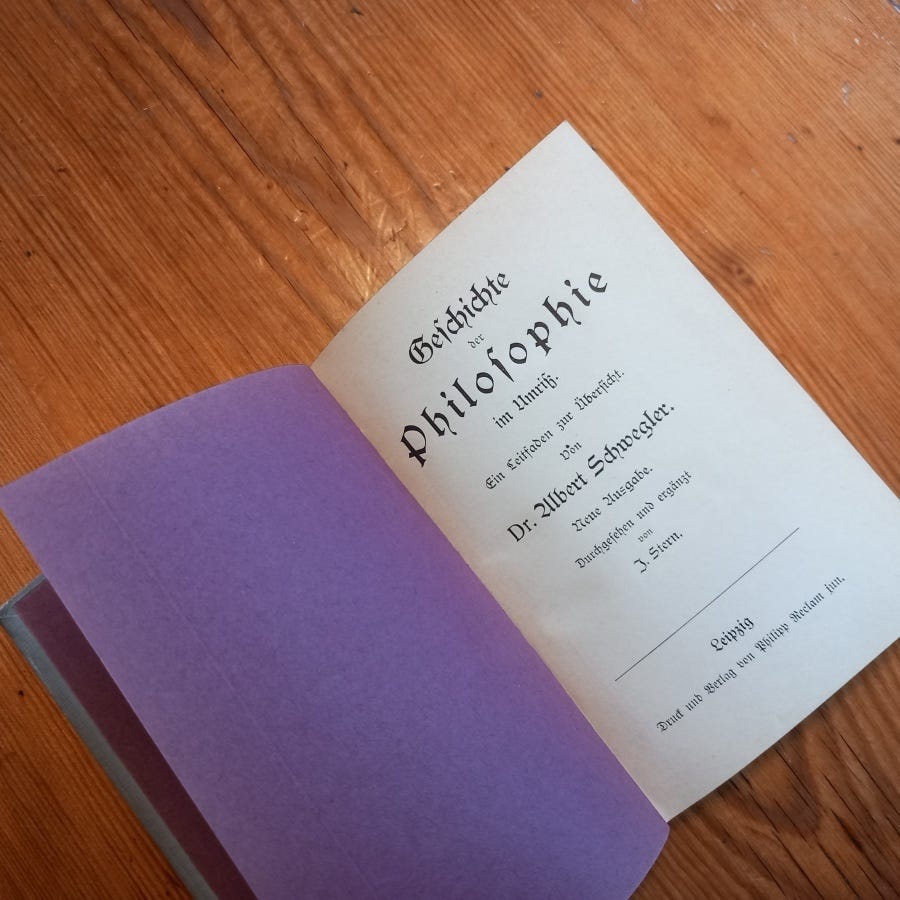 Geſchichte
der
Philoſophie
im Umriß.
Ein Leitfaden zur Überſicht.
Von
Dr. Albert Schwegler.
Neue Ausgabe.
Durchgeſehen und ergänzt
von
J. Stern.
Leipzig
Druck und Verlag von Philipp Reclam jun.